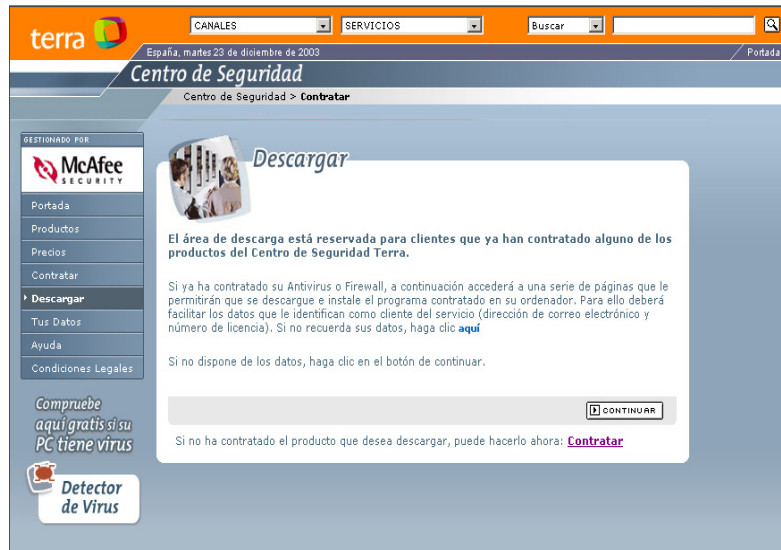 terra
CANALES
SERVICIOS
Buscar
España, martes 23 de diciembre de 2003
Portada
Centro de Seguridad
Centro de Seguridad > Contratar
GESTIONADO POR
McAfee
SECURITY
Portada
Productos
Precios
Contratar
Descargar
Tus Datos
Ayuda
Condiciones Legales
Compruebe
aquí gratis si su
PC tiene virus
Detector
de Virus
Descargar
El área de descarga está reservada para clientes que ya han contratado alguno de los
productos del Centro de Seguridad Terra.
Si ya ha contratado su Antivirus o Firewall, a continuación accederá a una serie de páginas que le
permitirán que se descargue e instale el programa contratado en su ordenador. Para ello deberá
facilitar los datos que le identifican como cliente del servicio (dirección de correo electrónico y
número de licencia). Si no recuerda sus datos, haga clic aquí
Si no dispone de los datos, haga clic en el botón de continuar.
CONTINUAR
Si no ha contratado el producto que desea descargar, puede hacerlo ahora: Contratar